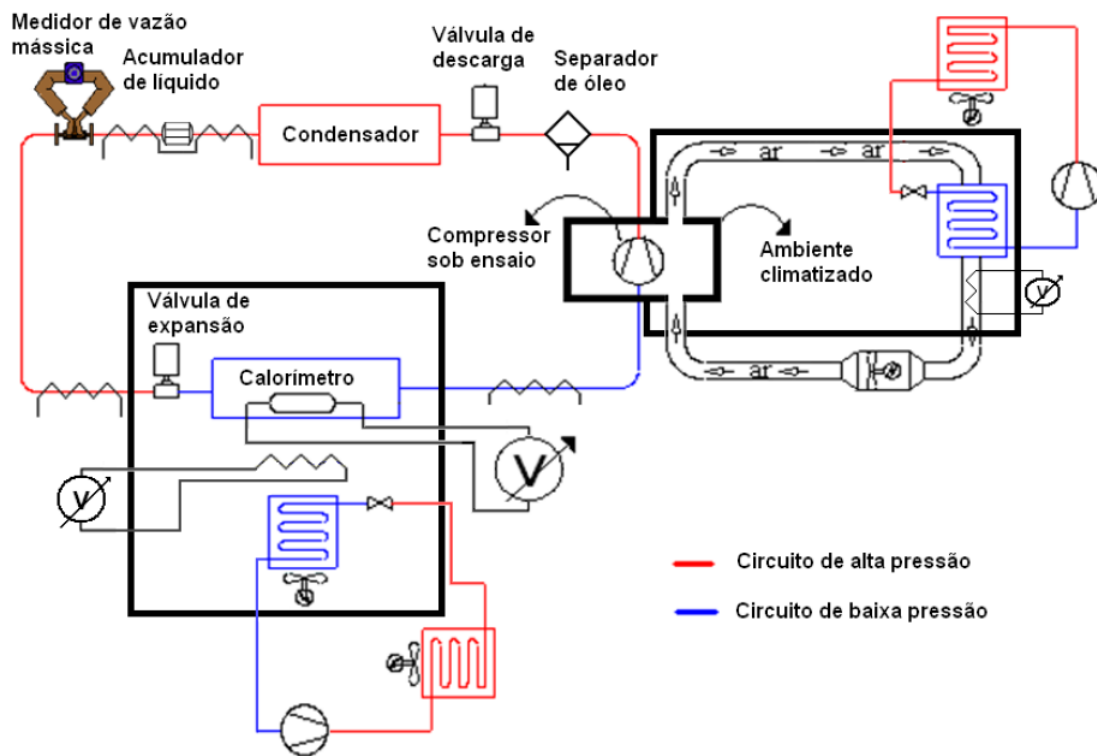 Medidor de vazão
mássica
Acumulador
de líquido
Válvula de
descarga
Separador
de óleo
Condensador
ar
ar
Compressor
sob ensaio
Ambiente
climatizado
V
Válvula de
expansão
Calorímetro
ar
V
V
Circuito de alta pressão
Circuito de baixa pressão